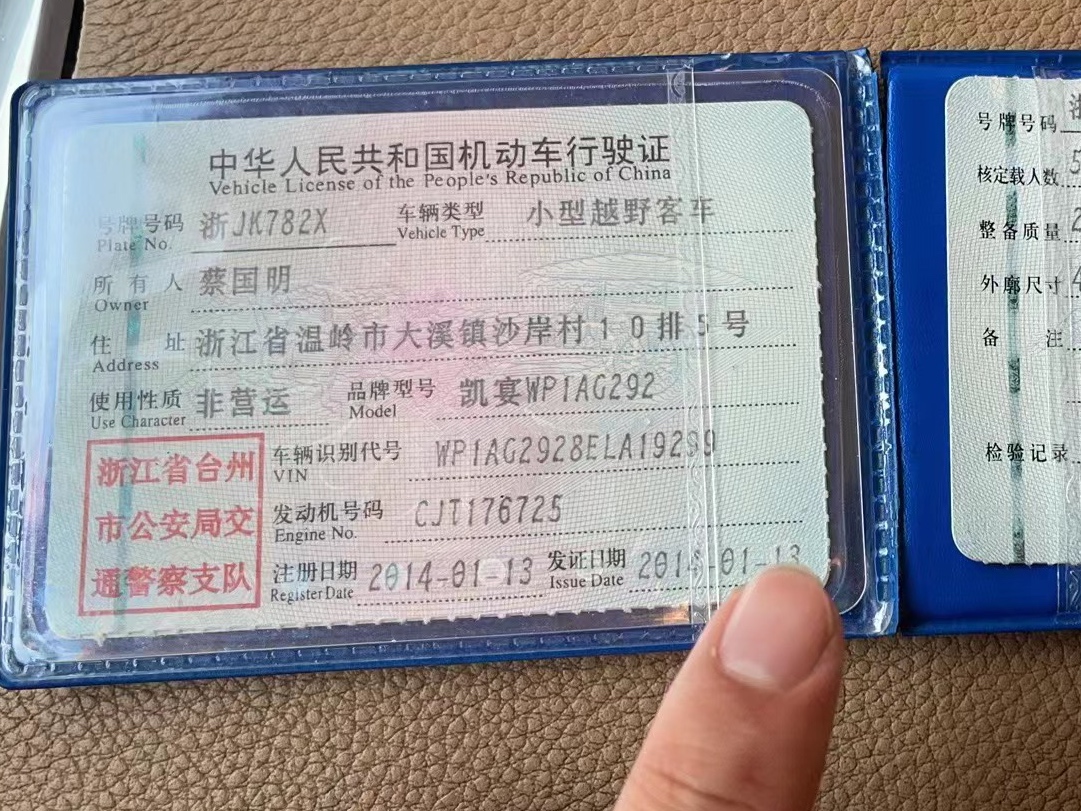 中华人民共和国机动车行驶证
Vehicle License of the People's Republic of China
号牌号码 浙JK782X 车辆类型 小型越野客车
Plate No. Vehicle Type
所有人 蔡国明
Owner
住址 浙江省温岭市大溪镇沙岸村10排5号
Address
使用性质 非营运 品牌型号 凯宴WP1AG292
Use Character Model
浙江省台州
市公安局交
通警察支队
车辆识别代号 WP1AG2928ELA19299
VIN
发动机号码 CJT176725
Engine No.
注册日期 2014-01-13 发证日期 2014-01-13
Register Date Issue Date
号牌号码
核定载人数 5
整备质量 2
外廓尺寸 4
备注
检验记录